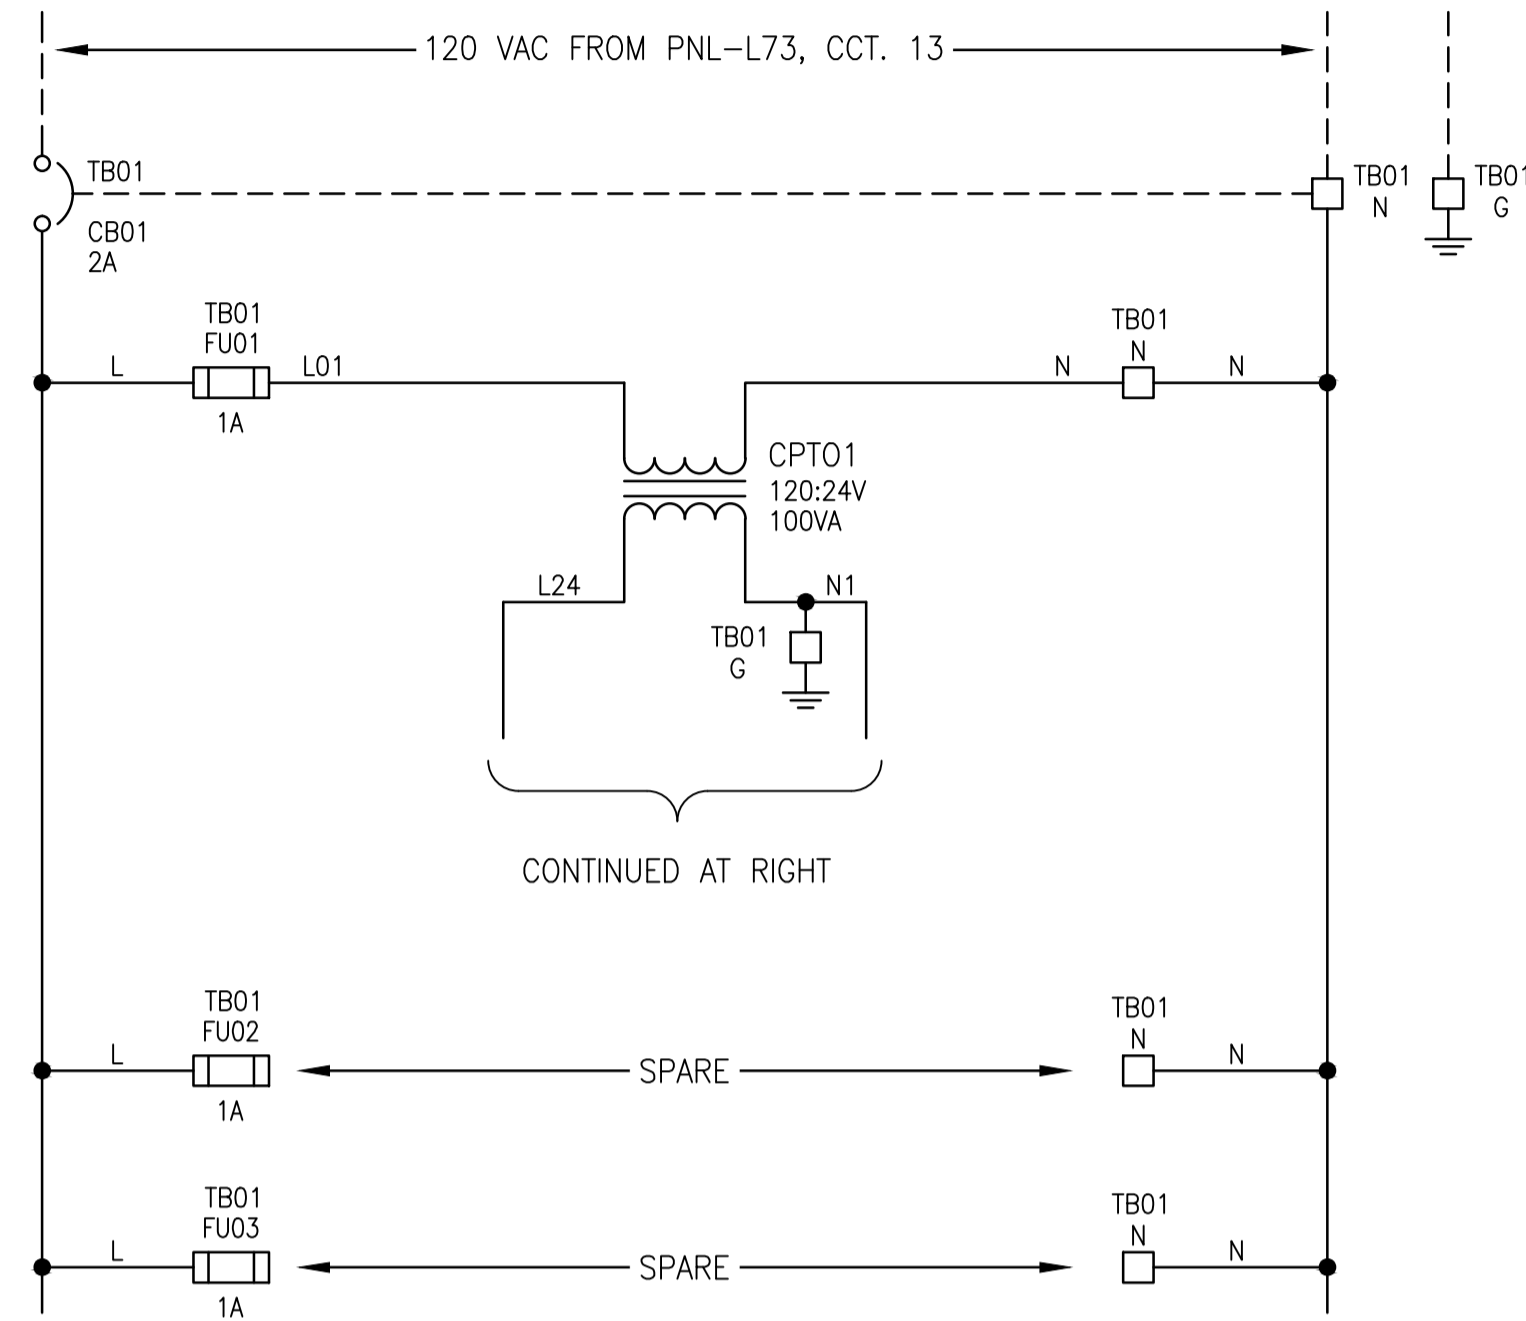 120 VAC FROM PNL-L73, CCT. 13
TB01
CB01
2A
TB01
N
TB01
G
TB01
FU01
L
L01
1A
TB01
N
N
N
CPTO1
120:24V
100VA
L24
N1
TB01
G
CONTINUED AT RIGHT
TB01
FU02
L
1A
SPARE
TB01
N
N
TB01
FU03
L
1A
SPARE
TB01
N
N